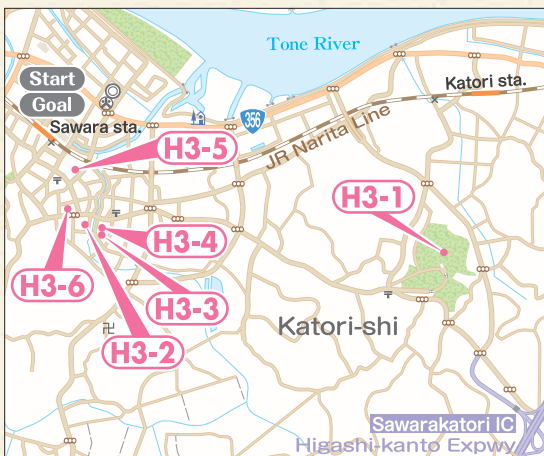 Tone River
Start
Goal
Sawara sta.
356
Katori sta.
JR Narita Line
H3-5
H3-1
H3-4
H3-6
H3-3
H3-2
Katori-shi
Sawarakatori IC
Higashi-kanto Expwy